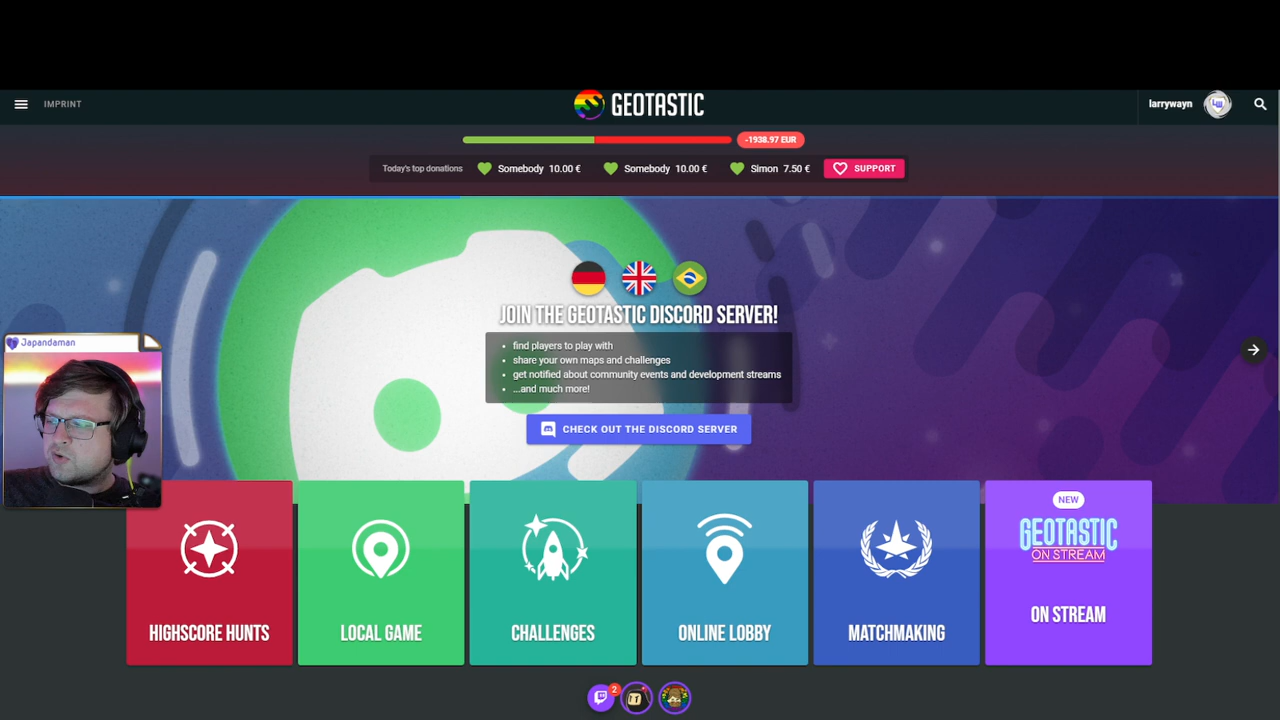 IMPRINT
GEOTASTIC
larrywayn
-1938.97 EUR
Today's top donations
Somebody 10.00 €
Somebody 10.00 €
Simon 7.50 €
SUPPORT
JOIN THE GEOTASTIC DISCORD SERVER!
• find players to play with
• share your own maps and challenges
• get notified about community events and development streams
• ...and much more!
CHECK OUT THE DISCORD SERVER
Japandaman
HIGHSCORE HUNTS
LOCAL GAME
CHALLENGES
ONLINE LOBBY
MATCHMAKING
NEW
GEOTASTIC
ON STREAM
ON STREAM
2